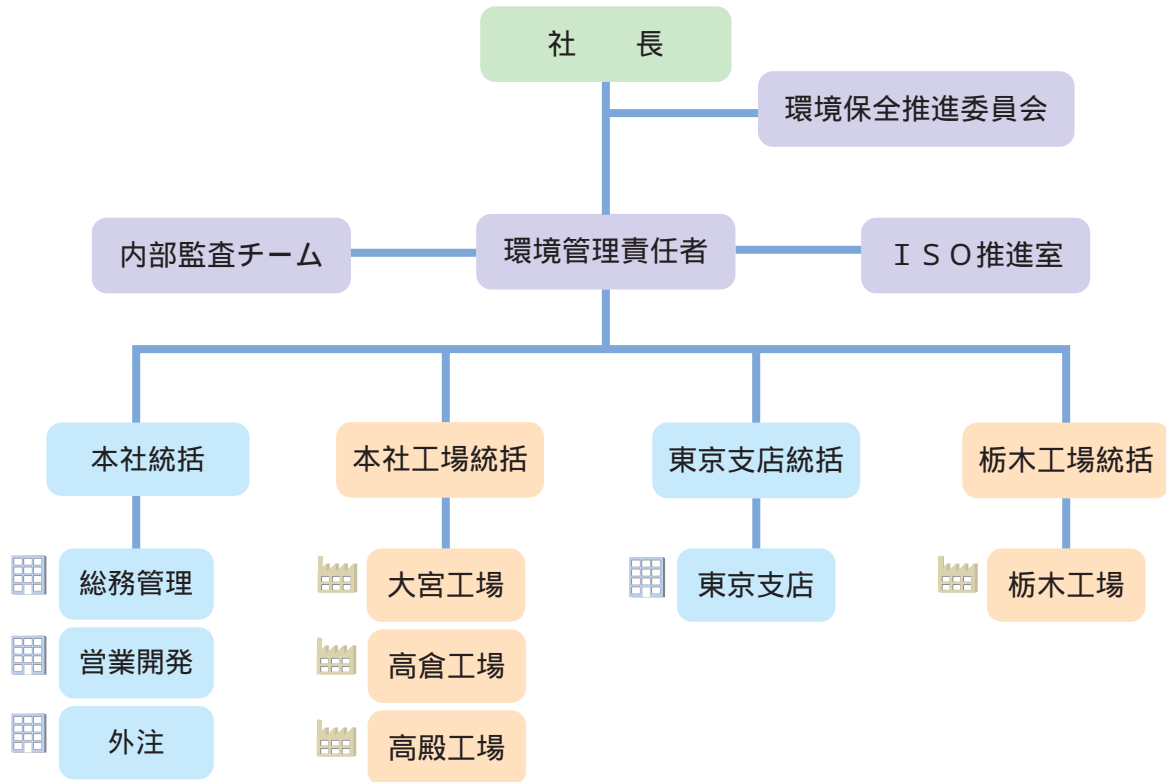 社　　長
環境保全推進委員会
内部監査チーム
環境管理責任者
ＩＳＯ推進室
本社統括
本社工場統括
東京支店統括
栃木工場統括
総務管理
大宮工場
東京支店
栃木工場
営業開発
高倉工場
外注
高殿工場